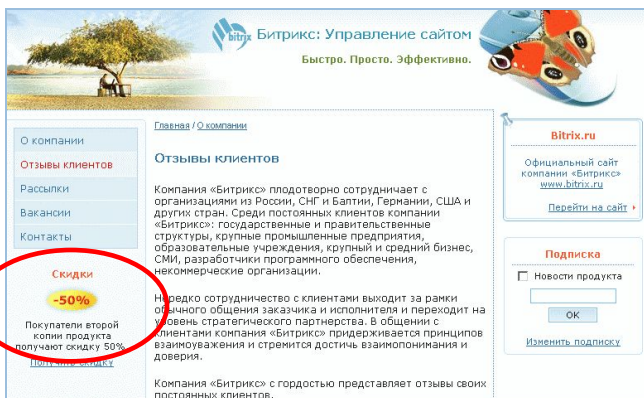 bitrix
Битрикс: Управление сайтом
Быстро. Просто. Эффективно.
О компании
Отзывы клиентов
Рассылки
Вакансии
Контакты
Скидки
-50%
Покупатели второй
копии продукта
получают скидку 50%
Получить скидку
Главная / О компании
Отзывы клиентов
Компания «Битрикс» плодотворно сотрудничает с
организациями из России, СНГ и Балтии, Германии, США и
других стран. Среди постоянных клиентов компании
«Битрикс»: государственные и правительственные
структуры, крупные промышленные предприятия,
образовательные учреждения, крупный и средний бизнес,
СМИ, разработчики программного обеспечения,
некоммерческие организации.
Нередко сотрудничество с клиентами выходит за рамки
обычного общения заказчика и исполнителя и переходит на
уровень стратегического партнерства. В общении с
клиентами компания «Битрикс» придерживается принципов
взаимоуважения и стремится достичь взаимопонимания и
доверия.
Компания «Битрикс» с гордостью представляет отзывы своих
постоянных клиентов.
Bitrix.ru
Официальный сайт
компании «Битрикс»
www.bitrix.ru
Перейти на сайт
Подписка
Новости продукта
OK
Изменить подписку